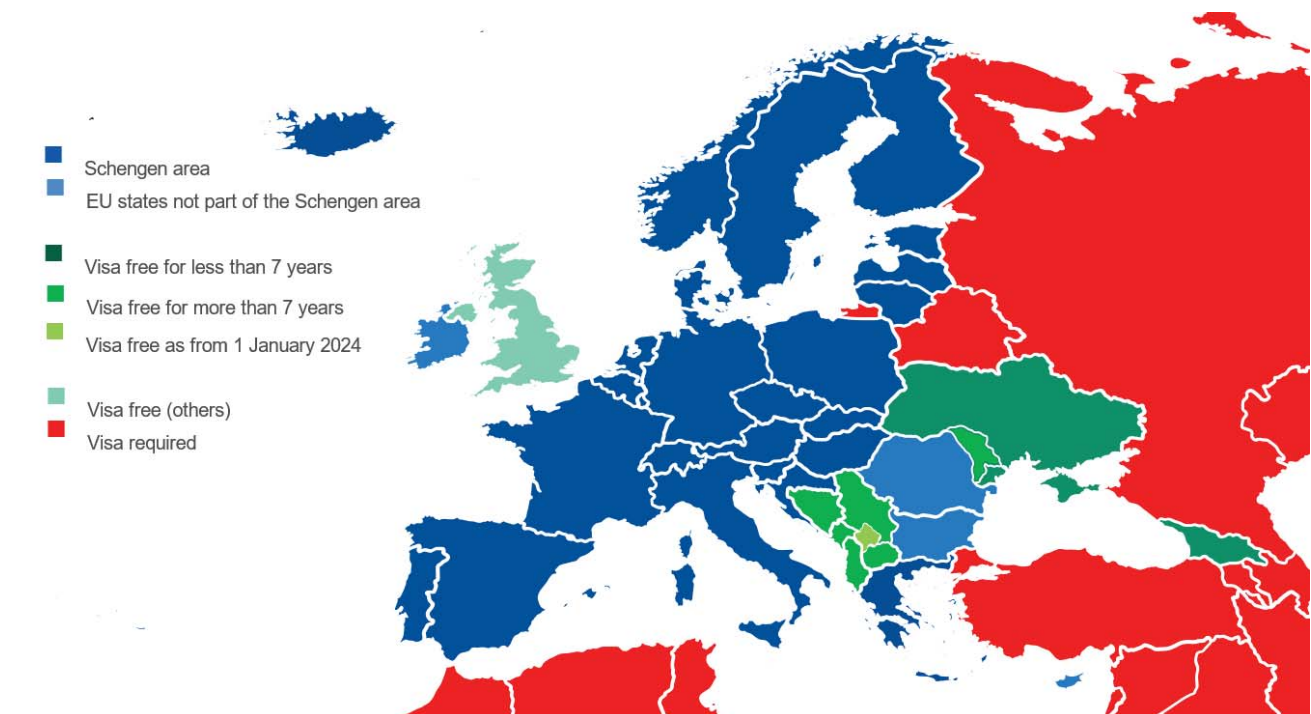 Schengen area
EU states not part of the Schengen area
Visa free for less than 7 years
Visa free for more than 7 years
Visa free as from 1 January 2024
Visa free (others)
Visa required